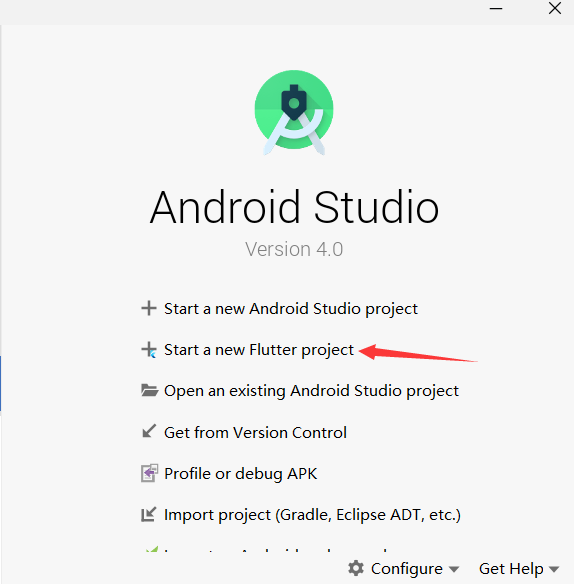 Android Studio
Version 4.0
Start a new Android Studio project
Start a new Flutter project
Open an existing Android Studio project
Get from Version Control
Profile or debug APK
Import project (Gradle, Eclipse ADT, etc.)
Configure
Get Help